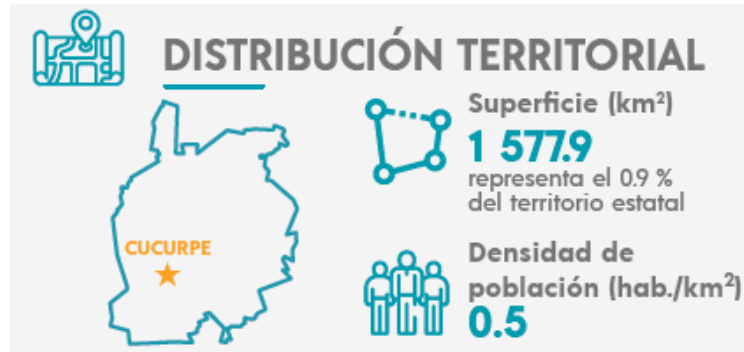 DISTRIBUCIÓN TERRITORIAL
Superficie (km²)
1 577.9
representa el 0.9 %
del territorio estatal
CUCURPE
Densidad de
población (hab./km²)
0.5